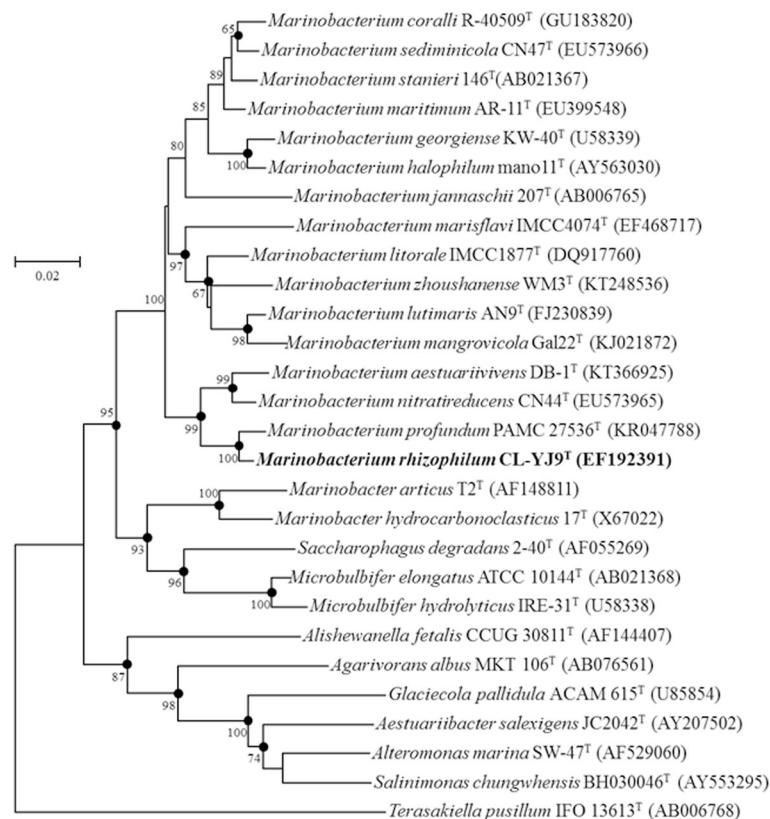 Marinobacterium coralli R-40509ᵀ (GU183820)
65
Marinobacterium sediminicola CN47ᵀ (EU573966)
Marinobacterium stanieri 146ᵀ(AB021367)
89
Marinobacterium maritimum AR-11ᵀ (EU399548)
85
Marinobacterium georgiense KW-40ᵀ (U58339)
80
100
Marinobacterium halophilum mano11ᵀ (AY563030)
Marinobacterium jannaschii 207ᵀ (AB006765)
Marinobacterium marisflavi IMCC4074ᵀ (EF468717)
97
Marinobacterium litorale IMCC1877ᵀ (DQ917760)
0.02
67
Marinobacterium zhoushanense WM3ᵀ (KT248536)
100
Marinobacterium lutimaris AN9ᵀ (FJ230839)
98
Marinobacterium mangrovicola Gal22ᵀ (KJ021872)
99
Marinobacterium aestuariivivens DB-1ᵀ (KT366925)
Marinobacterium nitratireducens CN44ᵀ (EU573965)
95
99
Marinobacterium profundum PAMC 27536ᵀ (KR047788)
100
Marinobacterium rhizophilum CL-YJ9ᵀ (EF192391)
100
Marinobacter articus T2ᵀ (AF148811)
Marinobacter hydrocarbonoclasticus 17ᵀ (X67022)
93
Saccharophagus degradans 2-40ᵀ (AF055269)
96
Microbulbifer elongatus ATCC 10144ᵀ (AB021368)
100
Microbulbifer hydrolyticus IRE-31ᵀ (U58338)
Alishewanella fetalis CCUG 30811ᵀ (AF144407)
87
Agarivorans albus MKT 106ᵀ (AB076561)
98
Glaciecola pallidula ACAM 615ᵀ (U85854)
100
Aestuariibacter salexigens JC2042ᵀ (AY207502)
74
Alteromonas marina SW-47ᵀ (AF529060)
Salinimonas chungwhensis BH030046ᵀ (AY553295)
Terasakiella pusillum IFO 13613ᵀ (AB006768)